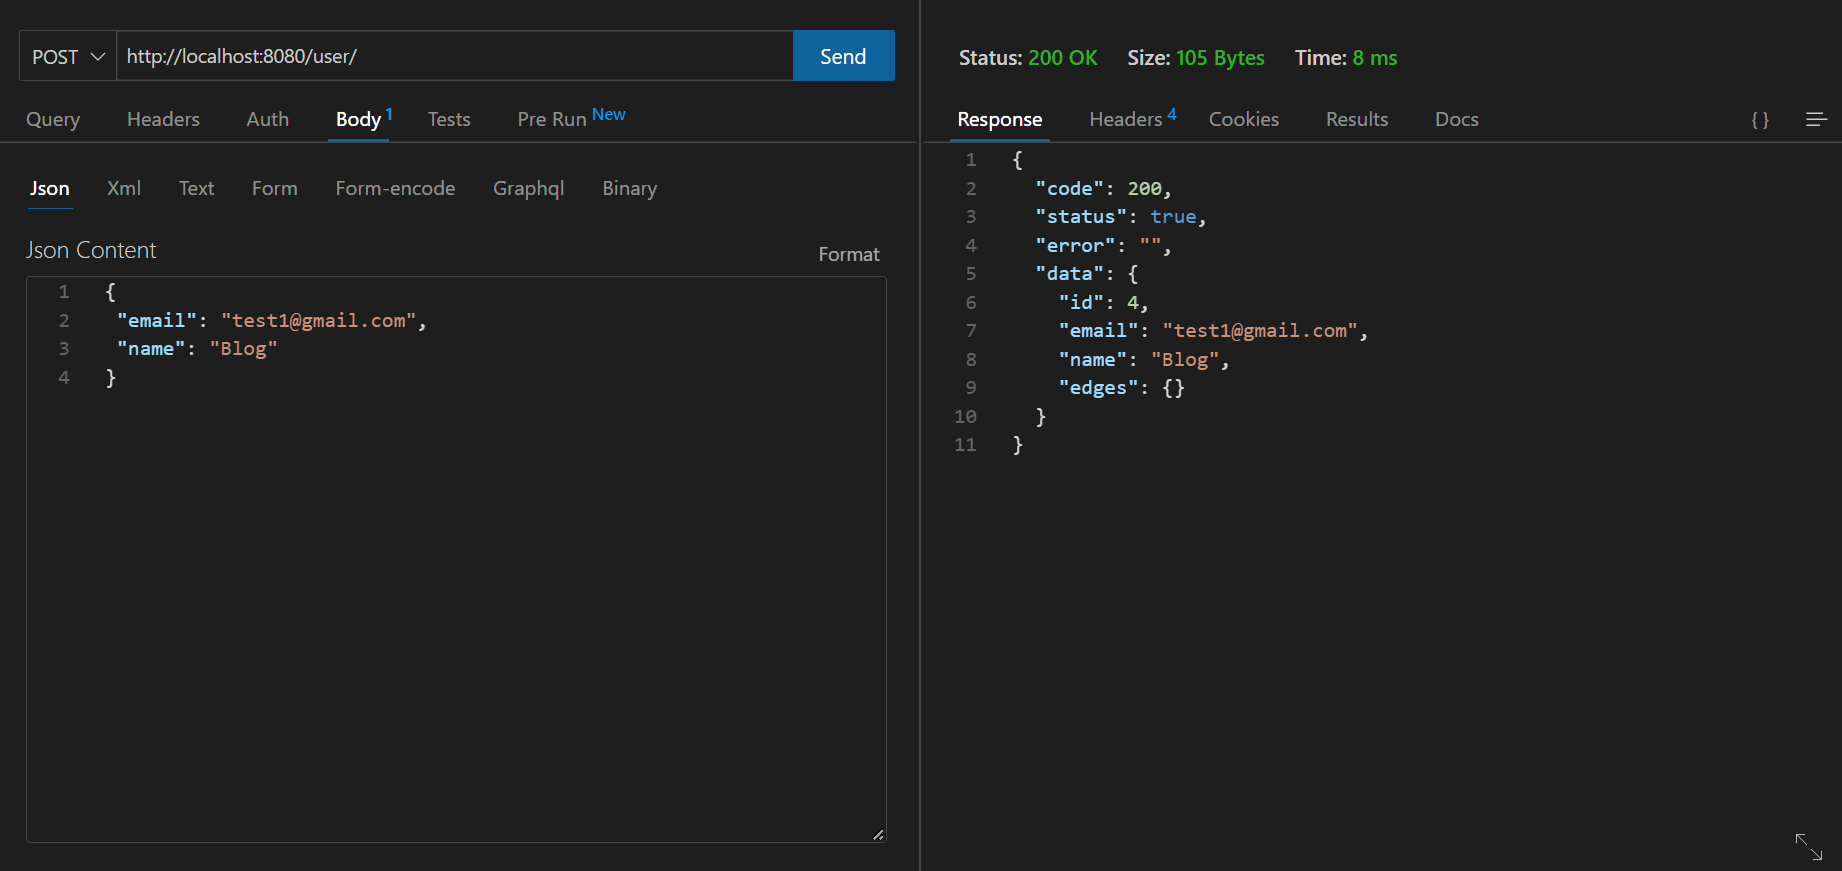 POST http://localhost:8080/user/ Send
Query Headers Auth Body 1 Tests Pre Run New
Json Xml Text Form Form-encode Graphql Binary
Json Content Format
1 {
2  "email": "test1@gmail.com",
3  "name": "Blog"
4 }
Status: 200 OK Size: 105 Bytes Time: 8 ms
Response Headers 4 Cookies Results Docs { }
1 {
2   "code": 200,
3   "status": true,
4   "error": "",
5   "data": {
6     "id": 4,
7     "email": "test1@gmail.com",
8     "name": "Blog",
9     "edges": {}
10   }
11 }